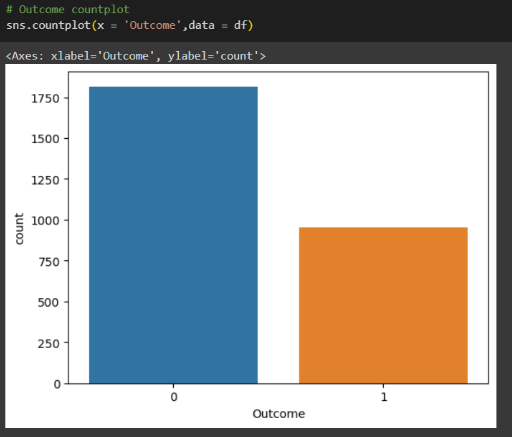 # Outcome countplot
sns.countplot(x = 'Outcome',data = df)
<Axes: xlabel='Outcome', ylabel='count'>
1750
1500
1250
1000
750
500
250
0
count
0 1
Outcome